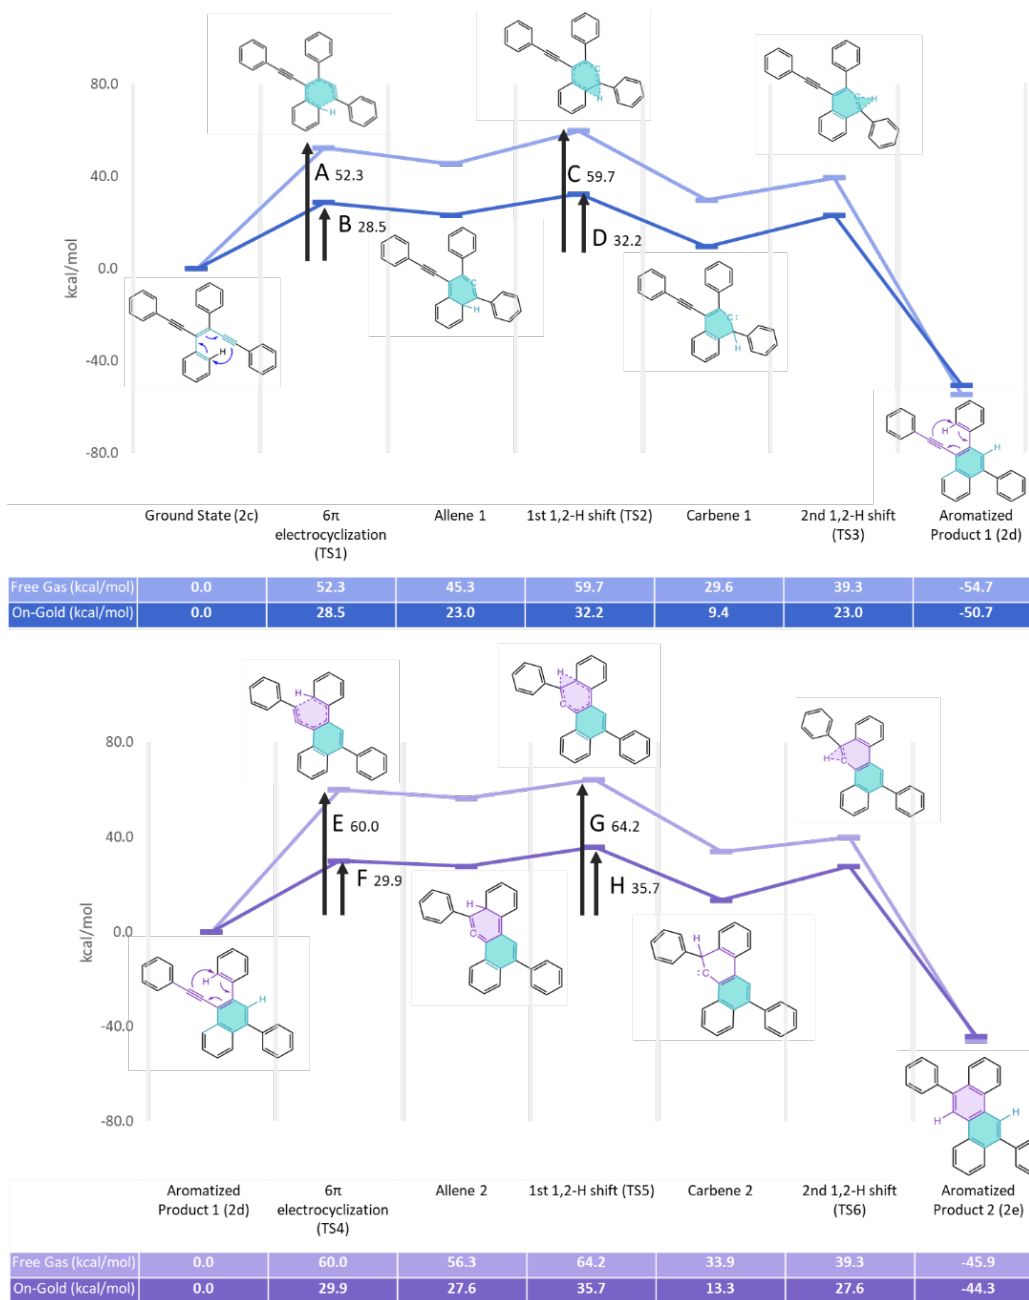 80.0
40.0
0.0
-40.0
-80.0
kcal/mol
A 52.3
B 28.5
C 59.7
D 32.2
H
H
H
H
H
C
H
C:
H
C
H
H
H
Ground State (2c)
6π electrocyclization (TS1)
Allene 1
1st 1,2-H shift (TS2)
Carbene 1
2nd 1,2-H shift (TS3)
Aromatized Product 1 (2d)
Free Gas (kcal/mol) 0.0 52.3 45.3 59.7 29.6 39.3 -54.7
On-Gold (kcal/mol) 0.0 28.5 23.0 32.2 9.4 23.0 -50.7
80.0
40.0
0.0
-40.0
-80.0
kcal/mol
E 60.0
F 29.9
G 64.2
H 35.7
H
H
H
H
C
H
C
H
C:
H
C
H
H
Aromatized Product 1 (2d)
6π electrocyclization (TS4)
Allene 2
1st 1,2-H shift (TS5)
Carbene 2
2nd 1,2-H shift (TS6)
Aromatized Product 2 (2e)
Free Gas (kcal/mol) 0.0 60.0 56.3 64.2 33.9 39.3 -45.9
On-Gold (kcal/mol) 0.0 29.9 27.6 35.7 13.3 27.6 -44.3